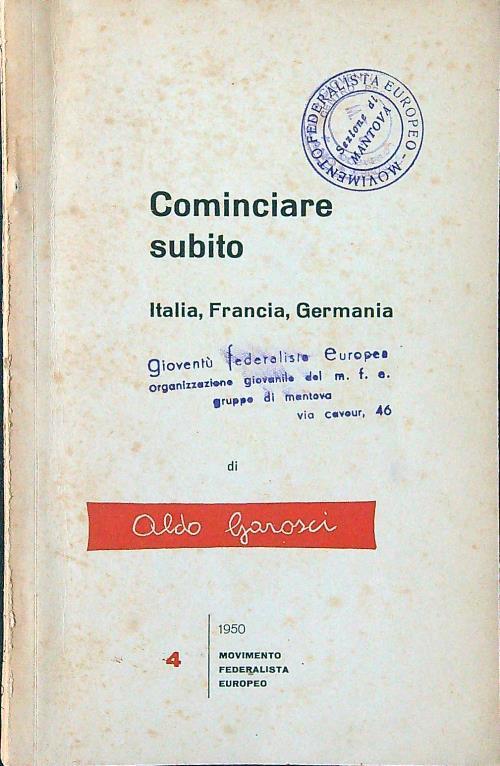 MOVIMENTO FEDERALISTA EUROPEO
Sezione di
MANTOVA
Cominciare
subito
Italia, Francia, Germania
gioventù federalista Europea
organizzazione giovanile del m. f. e.
gruppo di mantova
via cavour, 46
di
aldo garosci
4
1950
MOVIMENTO
FEDERALISTA
EUROPEO